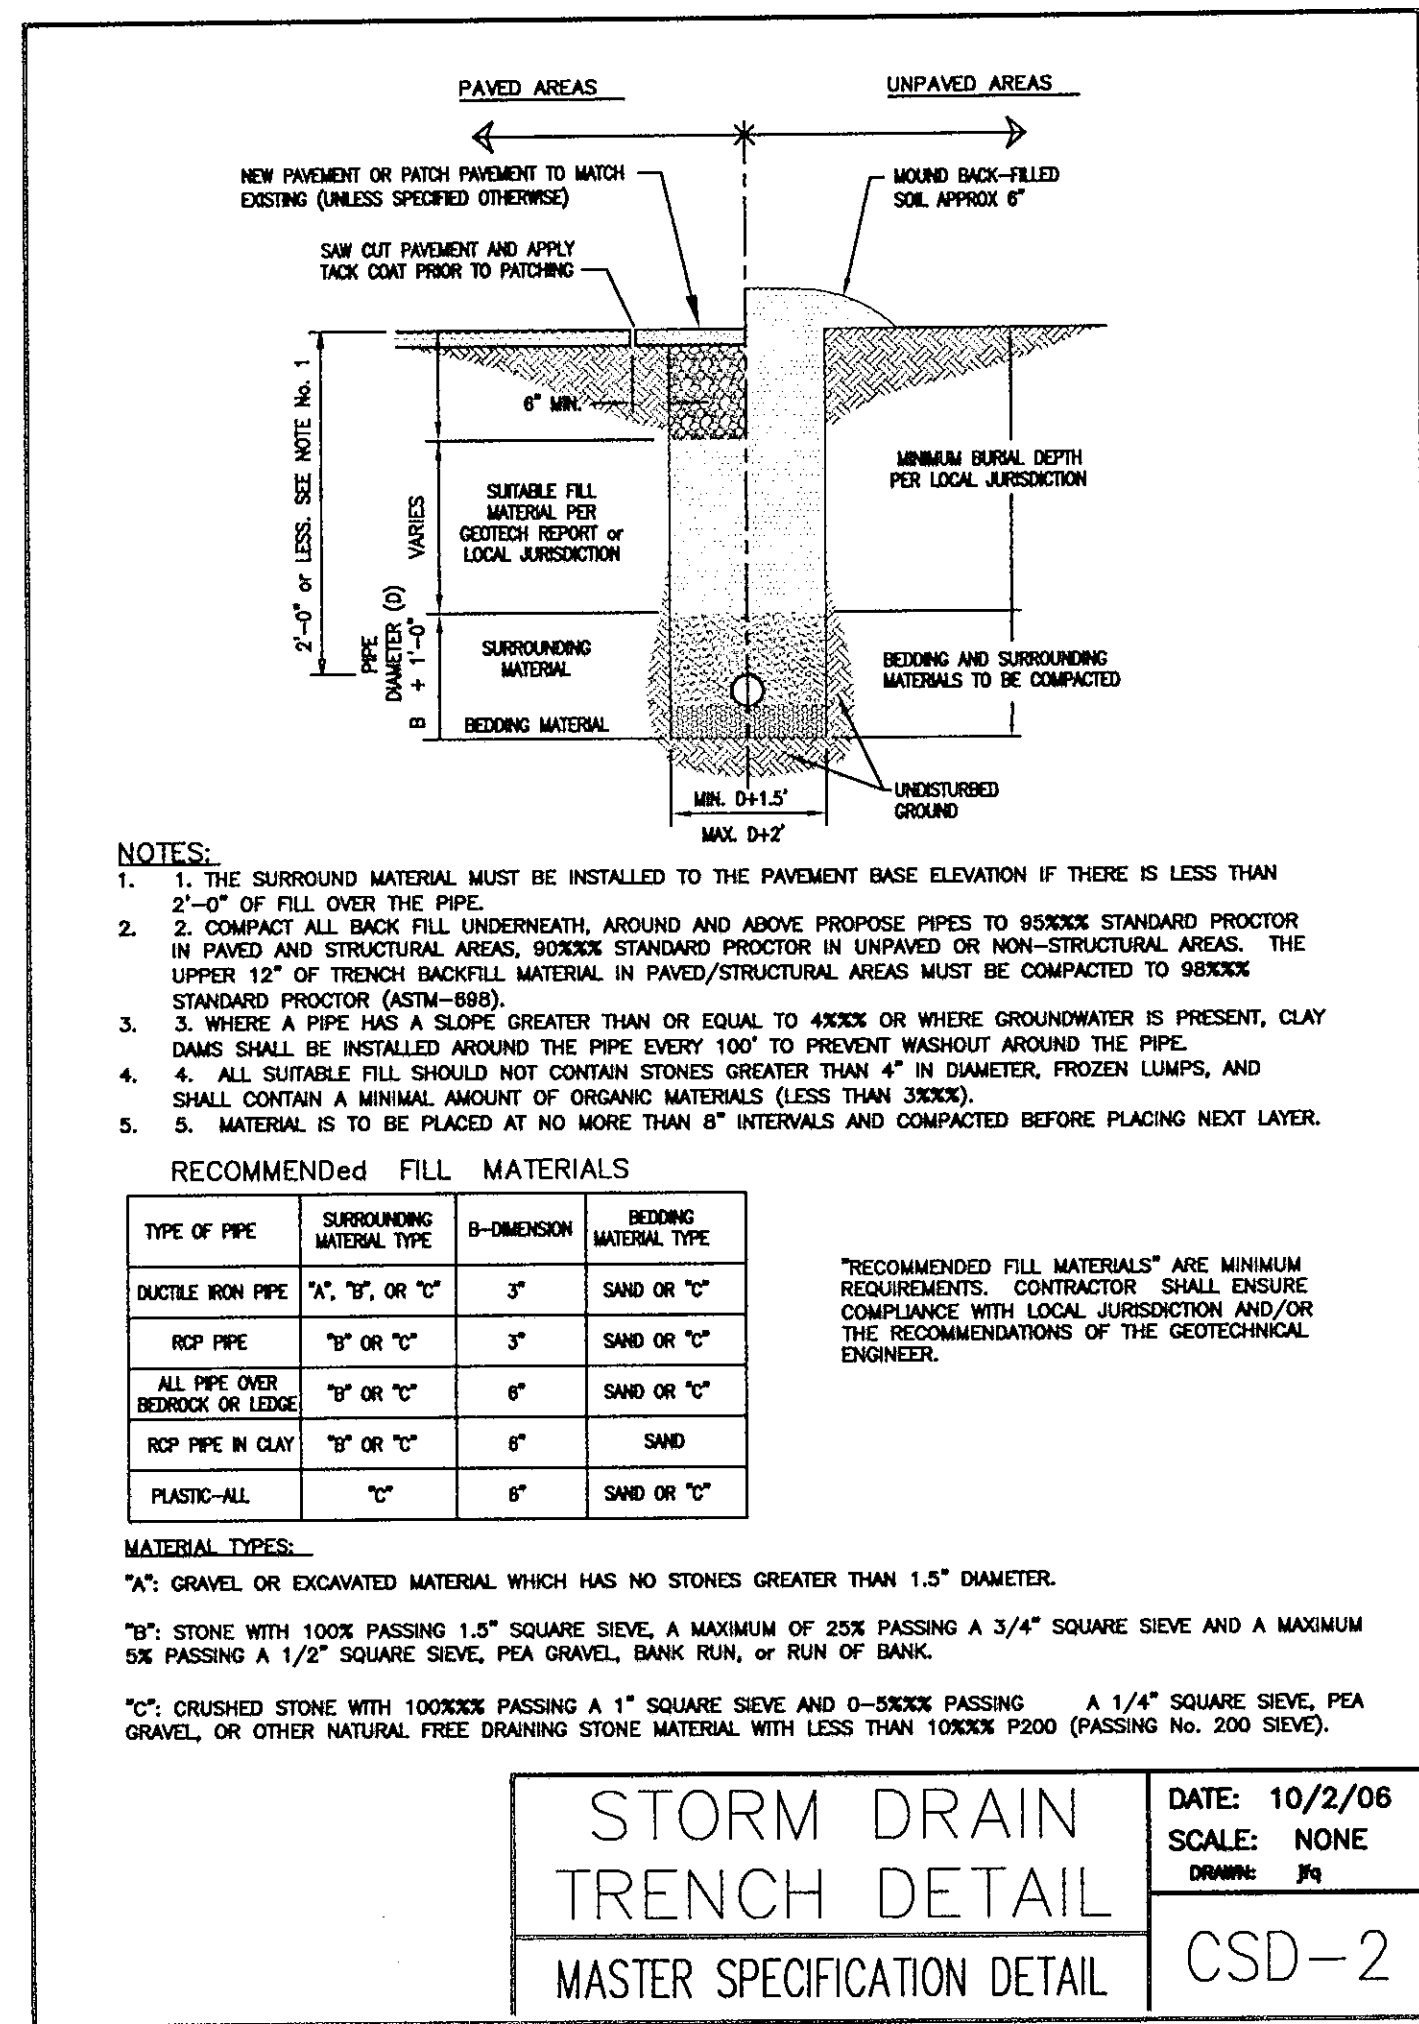 PAVED AREAS
UNPAVED AREAS
NEW PAVEMENT OR PATCH PAVEMENT TO MATCH
EXISTING (UNLESS SPECIFIED OTHERWISE)
MOUND BACK-FILLED
SOIL APPROX 6"
SAW CUT PAVEMENT AND APPLY
TACK COAT PRIOR TO PATCHING
2'-0" or LESS. SEE NOTE No. 1
6" MIN.
VARIES
SUITABLE FILL
MATERIAL PER
GEOTECH REPORT or
LOCAL JURISDICTION
MINIMUM BURIAL DEPTH
PER LOCAL JURISDICTION
PIPE
DIAMETER (D)
B + 1'-0"
SURROUNDING
MATERIAL
BEDDING MATERIAL
BEDDING AND SURROUNDING
MATERIALS TO BE COMPACTED
UNDISTURBED
GROUND
MIN. D+1.5'
MAX. D+2'
NOTES:
1. 1. THE SURROUND MATERIAL MUST BE INSTALLED TO THE PAVEMENT BASE ELEVATION IF THERE IS LESS THAN
2'-0" OF FILL OVER THE PIPE.
2. 2. COMPACT ALL BACK FILL UNDERNEATH, AROUND AND ABOVE PROPOSE PIPES TO 95%%% STANDARD PROCTOR
IN PAVED AND STRUCTURAL AREAS, 90%%% STANDARD PROCTOR IN UNPAVED OR NON-STRUCTURAL AREAS. THE
UPPER 12" OF TRENCH BACKFILL MATERIAL IN PAVED/STRUCTURAL AREAS MUST BE COMPACTED TO 98%%%
STANDARD PROCTOR (ASTM-698).
3. 3. WHERE A PIPE HAS A SLOPE GREATER THAN OR EQUAL TO 4%%% OR WHERE GROUNDWATER IS PRESENT, CLAY
DAMS SHALL BE INSTALLED AROUND THE PIPE EVERY 100' TO PREVENT WASHOUT AROUND THE PIPE.
4. 4. ALL SUITABLE FILL SHOULD NOT CONTAIN STONES GREATER THAN 4" IN DIAMETER, FROZEN LUMPS, AND
SHALL CONTAIN A MINIMAL AMOUNT OF ORGANIC MATERIALS (LESS THAN 3%%%).
5. 5. MATERIAL IS TO BE PLACED AT NO MORE THAN 8" INTERVALS AND COMPACTED BEFORE PLACING NEXT LAYER.
RECOMMENDed FILL MATERIALS
TYPE OF PIPE
SURROUNDING
MATERIAL TYPE
B-DIMENSION
BEDDING
MATERIAL TYPE
DUCTILE IRON PIPE "A", "B", OR "C" 3" SAND OR "C"
RCP PIPE "B" OR "C" 3" SAND OR "C"
ALL PIPE OVER
BEDROCK OR LEDGE "B" OR "C" 6" SAND OR "C"
RCP PIPE IN CLAY "B" OR "C" 6" SAND
PLASTIC-ALL "C" 6" SAND OR "C"
"RECOMMENDED FILL MATERIALS" ARE MINIMUM
REQUIREMENTS. CONTRACTOR SHALL ENSURE
COMPLIANCE WITH LOCAL JURISDICTION AND/OR
THE RECOMMENDATIONS OF THE GEOTECHNICAL
ENGINEER.
MATERIAL TYPES:
"A": GRAVEL OR EXCAVATED MATERIAL WHICH HAS NO STONES GREATER THAN 1.5" DIAMETER.
"B": STONE WITH 100% PASSING 1.5" SQUARE SIEVE, A MAXIMUM OF 25% PASSING A 3/4" SQUARE SIEVE AND A MAXIMUM
5% PASSING A 1/2" SQUARE SIEVE, PEA GRAVEL, BANK RUN, or RUN OF BANK.
"C": CRUSHED STONE WITH 100%%% PASSING A 1" SQUARE SIEVE AND 0-5%%% PASSING A 1/4" SQUARE SIEVE, PEA
GRAVEL, OR OTHER NATURAL FREE DRAINING STONE MATERIAL WITH LESS THAN 10%%% P200 (PASSING No. 200 SIEVE).
STORM DRAIN
TRENCH DETAIL
MASTER SPECIFICATION DETAIL
DATE: 10/2/06
SCALE: NONE
DRAWN: jfq
CSD-2